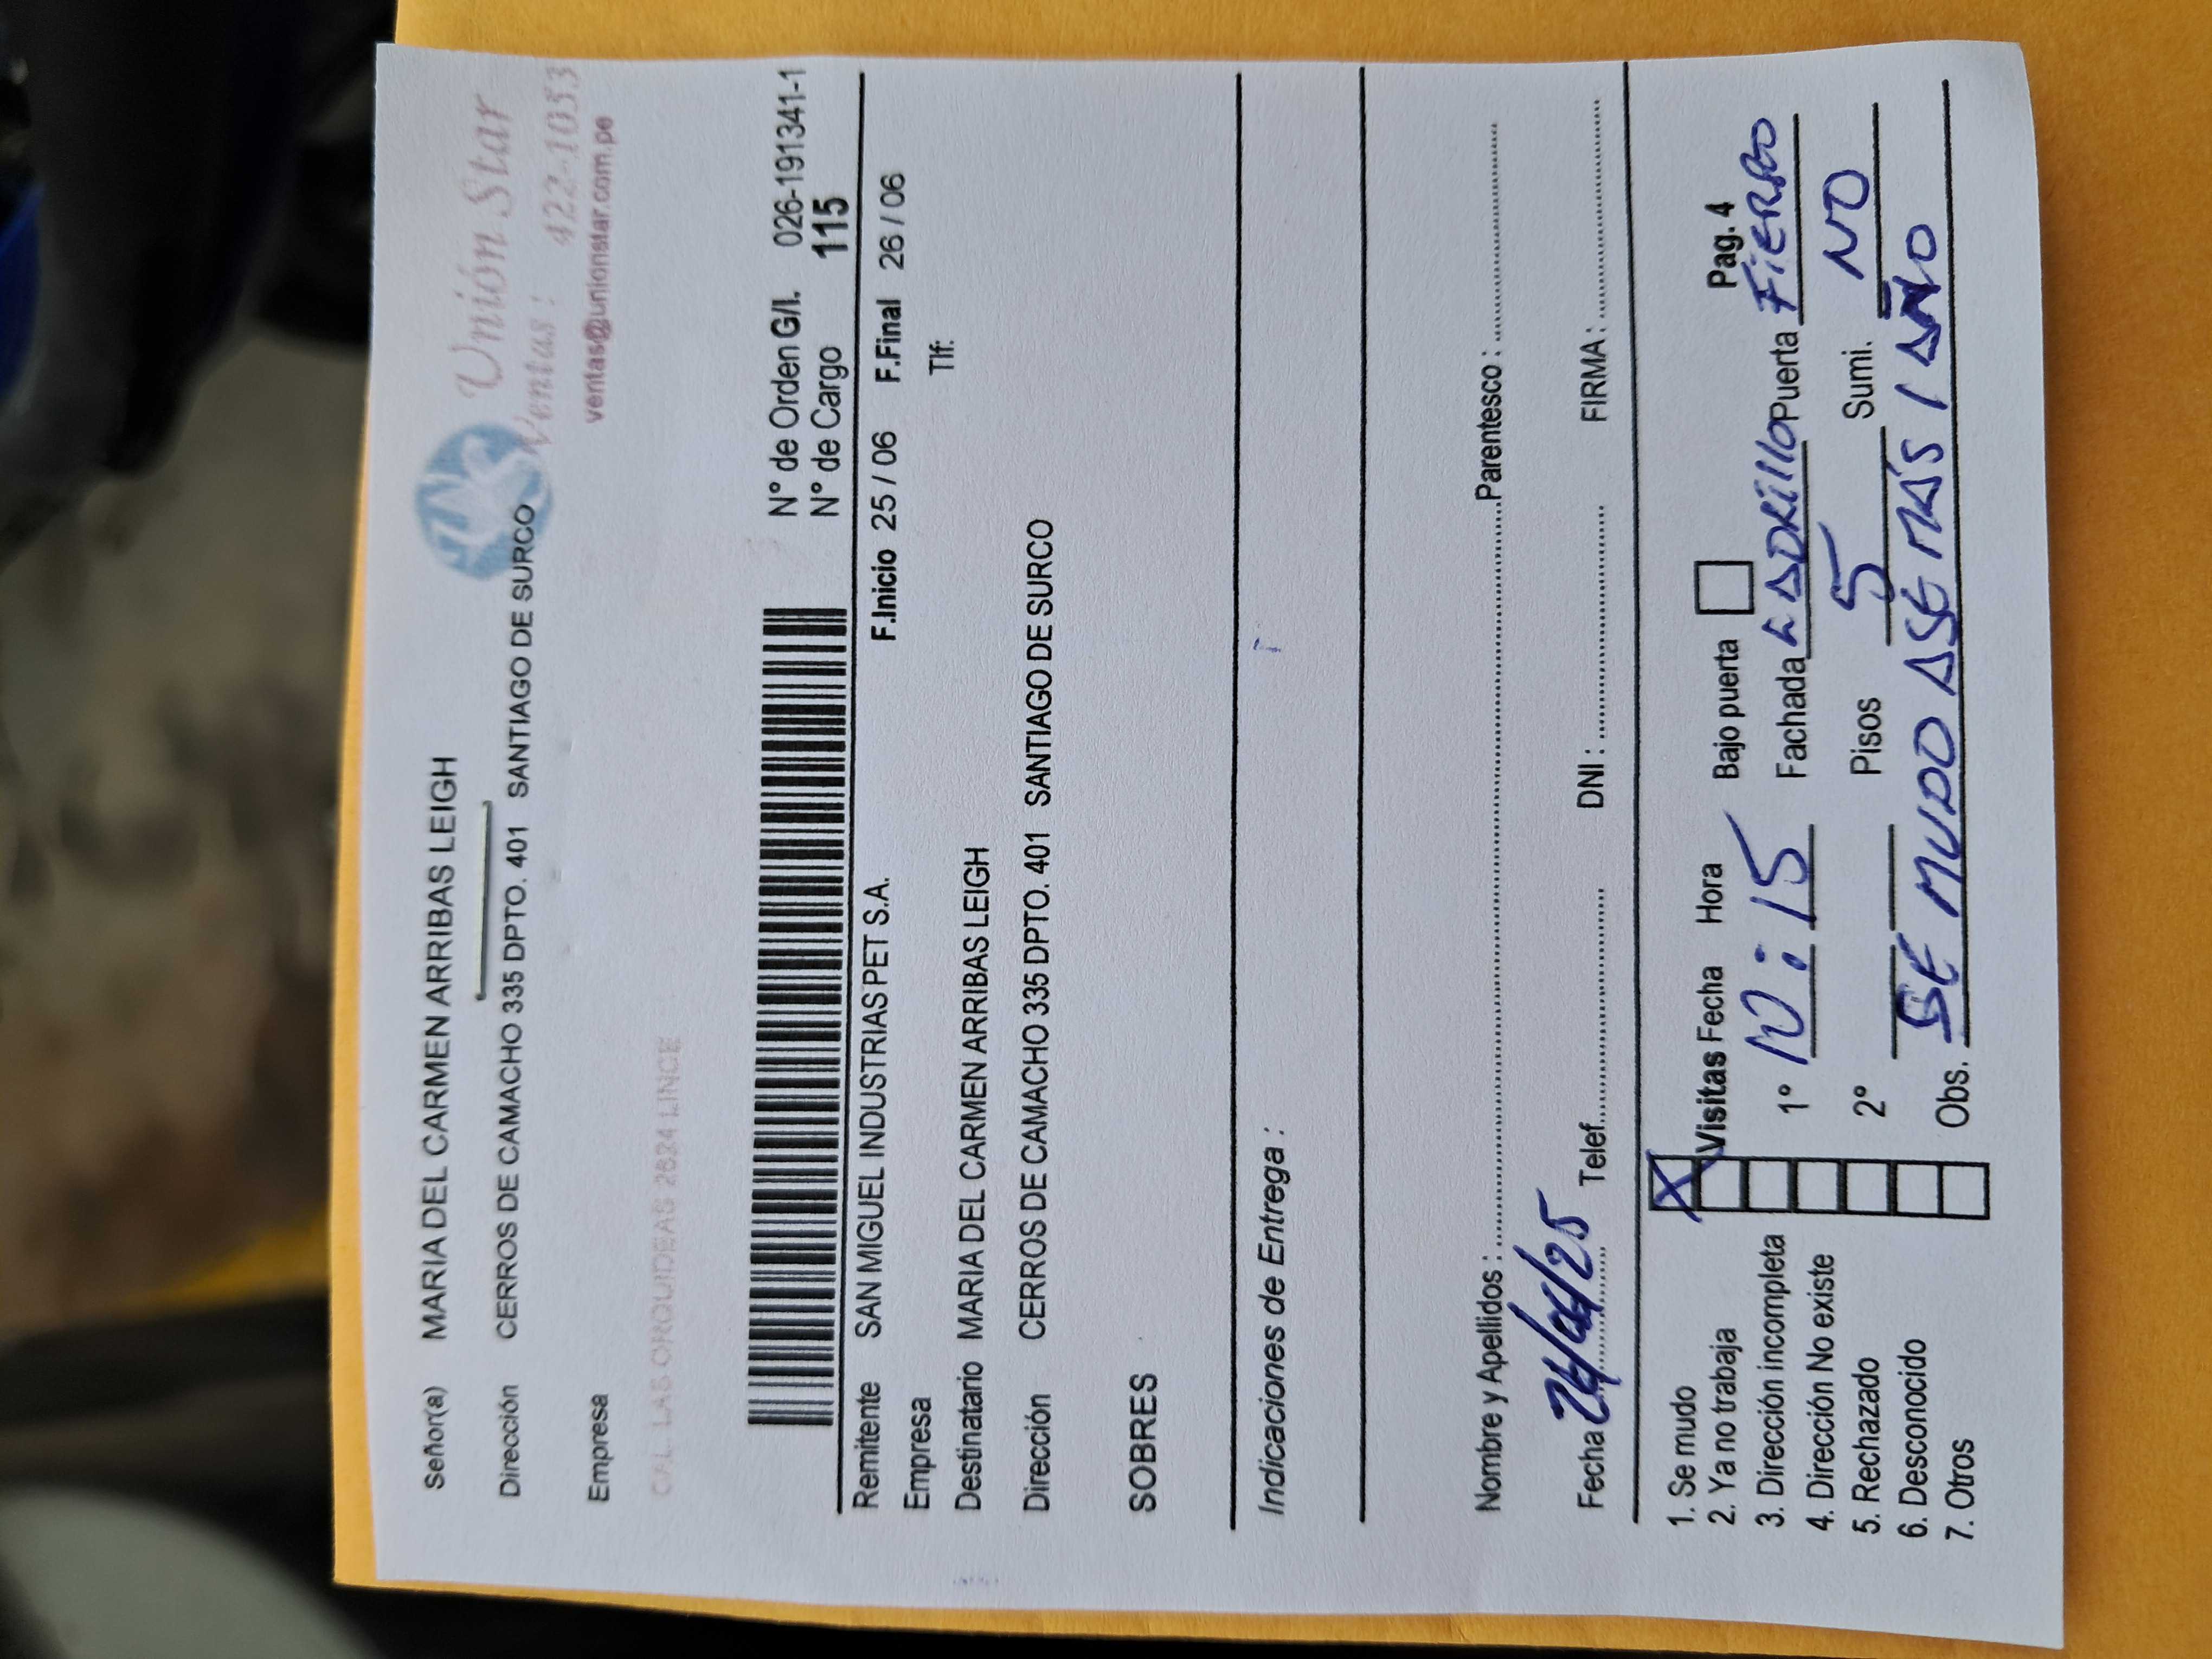 Unión Star
Ventas : 422-1053
ventas@unionstar.com.pe
Señor(a) MARIA DEL CARMEN ARRIBAS LEIGH
Dirección CERROS DE CAMACHO 335 DPTO. 401 SANTIAGO DE SURCO
Empresa
CAL. LAS ORQUIDEAS 2634 LINCE
N° de Orden G/l. 026-191341-1
N° de Cargo 115
Remitente SAN MIGUEL INDUSTRIAS PET S.A.
F.Inicio 25 / 06 F.Final 26 / 06
Empresa
Tlf:
Destinatario MARIA DEL CARMEN ARRIBAS LEIGH
Dirección CERROS DE CAMACHO 335 DPTO. 401 SANTIAGO DE SURCO
SOBRES
Indicaciones de Entrega :
Nombre y Apellidos : Parentesco :
Fecha Telef. DNI : FIRMA :
1. Se mudo X
2. Ya no trabaja
3. Dirección incompleta
4. Dirección No existe
5. Rechazado
6. Desconocido
7. Otros
Visitas Fecha Hora Bajo puerta Pag. 4
1° 10 : 15 Fachada LADRILLO Puerta FIERRO
2° Pisos 5 Sumi. NO
Obs. SE MUDO ASE MÁS 1 AÑO